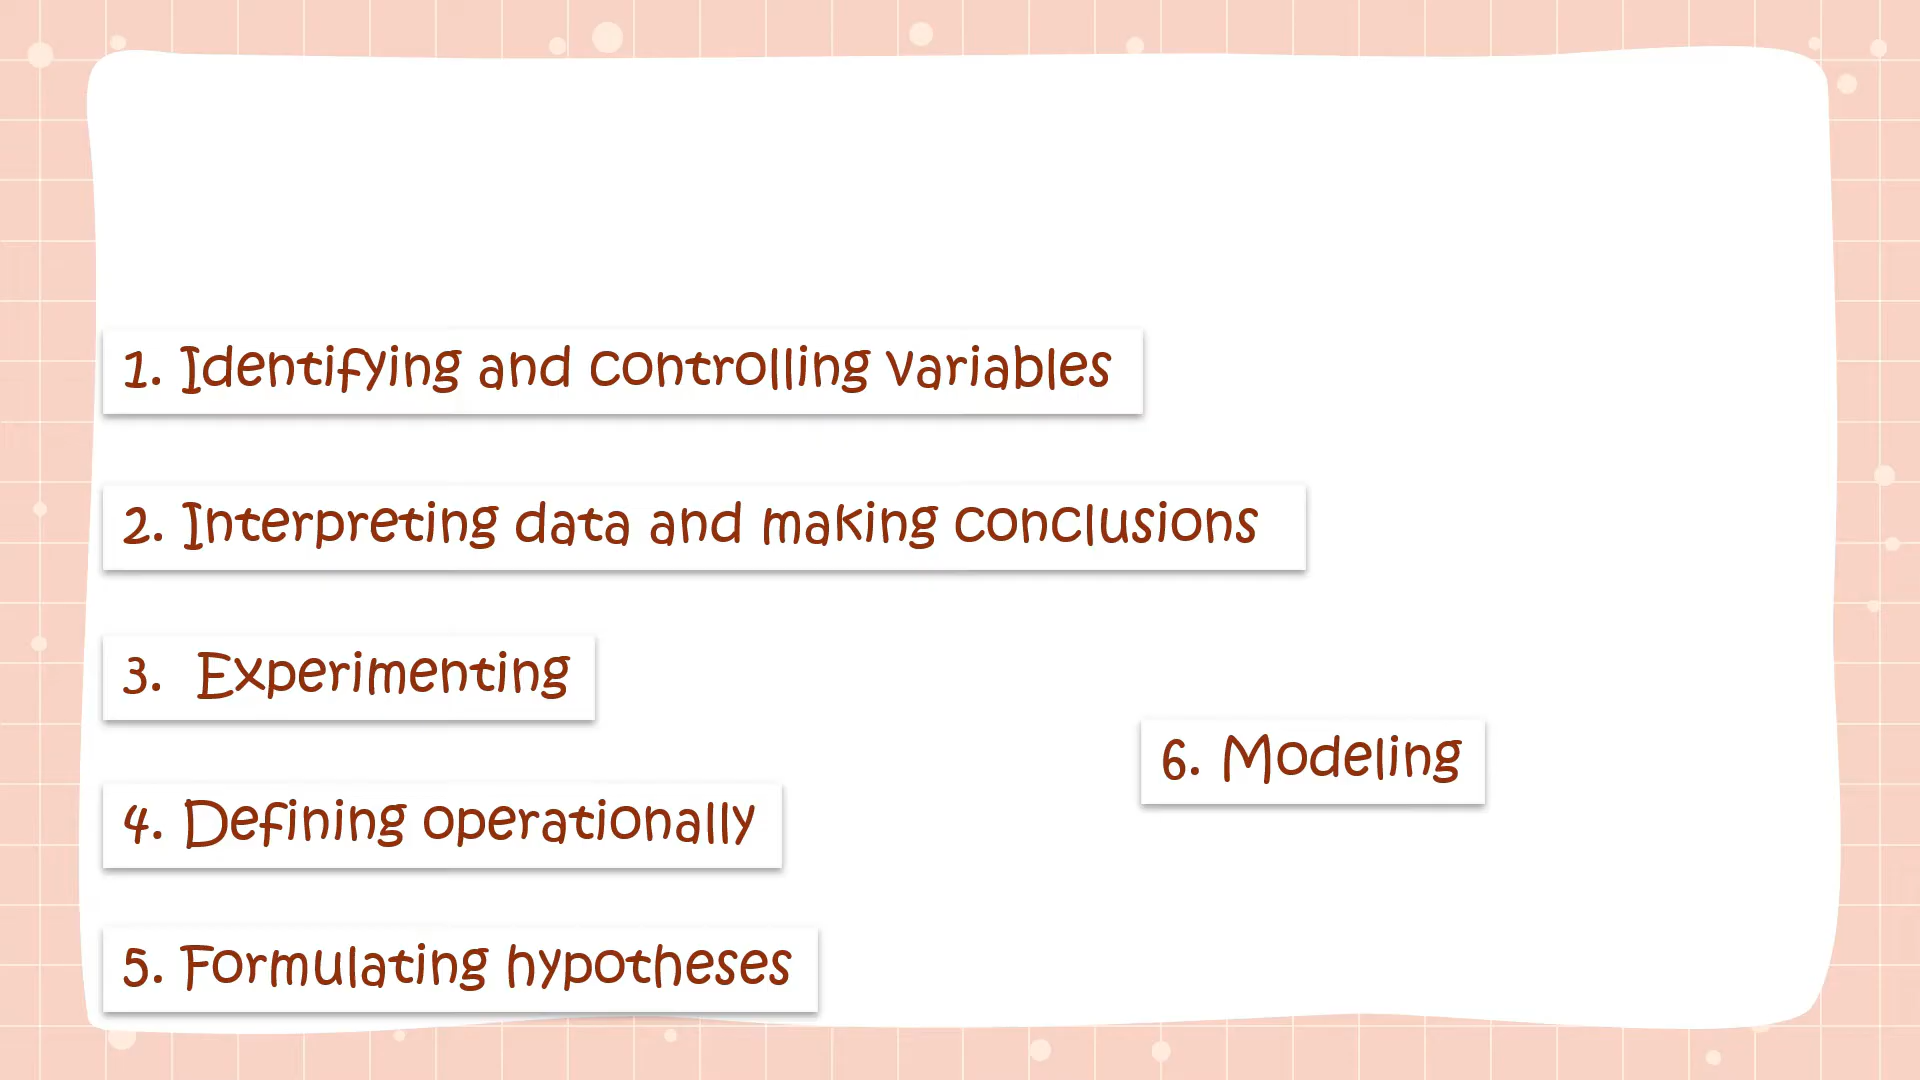 1. Identifying and controlling variables
2. Interpreting data and making conclusions
3. Experimenting
4. Defining operationally
5. Formulating hypotheses
6. Modeling